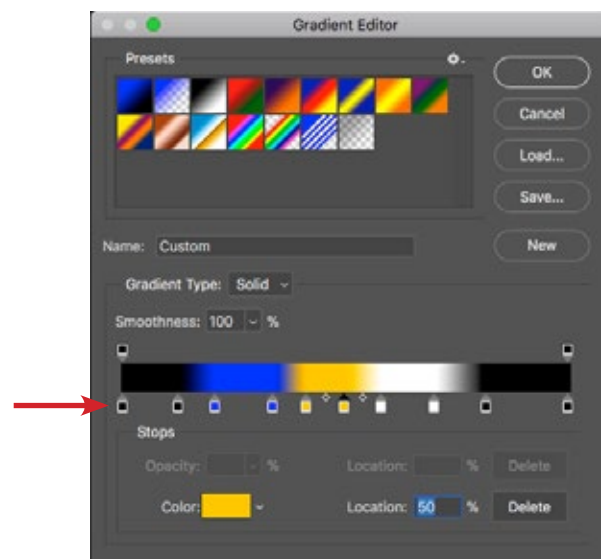 Gradient Editor
Presets
OK
Cancel
Load...
Save...
Name: Custom
New
Gradient Type: Solid
Smoothness: 100 %
Stops
Opacity: % Location: % Delete
Color: Location: 50 % Delete